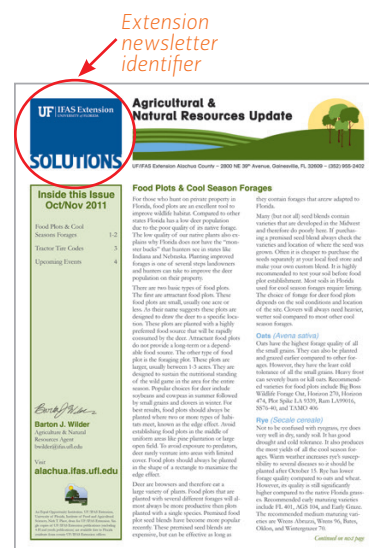 Extension
newsletter
identifier
UF IFAS Extension
UNIVERSITY of FLORIDA
SOLUTIONS
Agricultural &
Natural Resources Update
UF/IFAS Extension Alachua County – 2800 NE 39th Avenue, Gainesville, FL 32609 – (352) 955-2402
Inside this Issue
Oct/Nov 2011
Food Plots & Cool
Season Forages 1-2
Tractor Tire Codes 3
Upcoming Events 4
Barton J. Wilder
Agriculture & Natural
Resources Agent
bwilder@ifas.ufl.edu
Visit
alachua.ifas.ufl.edu
Food Plots & Cool Season Forages
For those who hunt on private property in
Florida, food plots are an excellent tool to
improve wildlife habitat. Compared to other
states Florida has a low deer population
due to the poor quality of its native forage.
The low quality of our native plants also ex-
plains why Florida does not have the “mon-
ster bucks” that hunters see in states like
Indiana and Nebraska. Planting improved
forages is one of several steps landowners
and hunters can take to improve the deer
population on their property.
There are two basic types of food plots.
The first are attractant food plots. These
food plots are small, usually one acre or
less. As their name suggests these plots are
designed to draw the deer to a specific loca-
tion. These plots are planted with a highly
preferred food source that will be rapidly
consumed by the deer. Attractant food plots
do not provide a long-term or a depend-
able food source. The other type of food
plot is the foraging plot. These plots are
larger, usually between 1-5 acres. They are
designed to sustain the nutritional standing
of the wild game in the area for the entire
season. Popular choices for deer include
soybeans and cowpeas in summer followed
by small grains and clovers in winter. For
best results, food plots should always be
planted where two or more types of habi-
tats meet, known as the edge effect. Avoid
establishing food plots in the middle of
uniform areas like pine plantation or large
open field. To avoid exposure to predators,
deer rarely venture into areas with limited
cover. Food plots should always be planted
in the shape of a rectangle to maximize the
edge effect.
Deer are browsers and therefore eat a
large variety of plants. Food plots that are
planted with several different forages will al-
most always be more productive than plots
planted with a single species. Premixed food
plot seed blends have become more popular
recently. These premixed seed blends are
expensive, but can be effective as long as
they contain forages that arrow adapted to
Florida.
Many (but not all) seed blends contain
varieties that are developed in the Midwest
and therefore do poorly here. If purchas-
ing a premixed seed blend always check the
varieties and location of where the seed was
grown. Often it is cheaper to purchase the
seeds separately at your local feed store and
make your own custom blend. It is highly
recommended to test your soil before food
plot establishment. Most soils in Florida
used for cool season forages require liming.
The choice of forage for deer food plots
depends on the soil conditions and location
of the site. Clovers will always need heavier,
wetter soil compared to most other cool
season forages.
Oats (Avena sativa)
Oats have the highest forage quality of all
the small grains. They can also be planted
and grazed earlier compared to other for-
ages. However, they have the least cold
tolerance of all the small grains. Heavy frost
can severely burn or kill oats. Recommend-
ed varieties for food plots include Big Boss
Wildlife Forage Oat, Horizon 270, Horizon
474, Plot Spike LA 9339, Ram LA99016,
SS76-40, and TAMO 406
Rye (Secale cereale)
Not to be confused with ryegrass, rye does
very well in dry, sandy soil. It has good
drought and cold tolerance. It also produces
the most yields of all the cool season for-
ages. Warm weather increases rye’s suscep-
tibility to several diseases so it should be
planted after October 15. Rye has lower
forage quality compared to oats and wheat.
However, its quality is still significantly
higher compared to the native Florida grass-
es. Recommended early maturing varieties
include FL 401, AGS 104, and Early Graze.
The recommended medium maturing vari-
eties are Wrens Abruzzi, Wrens 96, Bates,
Oklon, and Wintergrazer 70.
Continued on next page